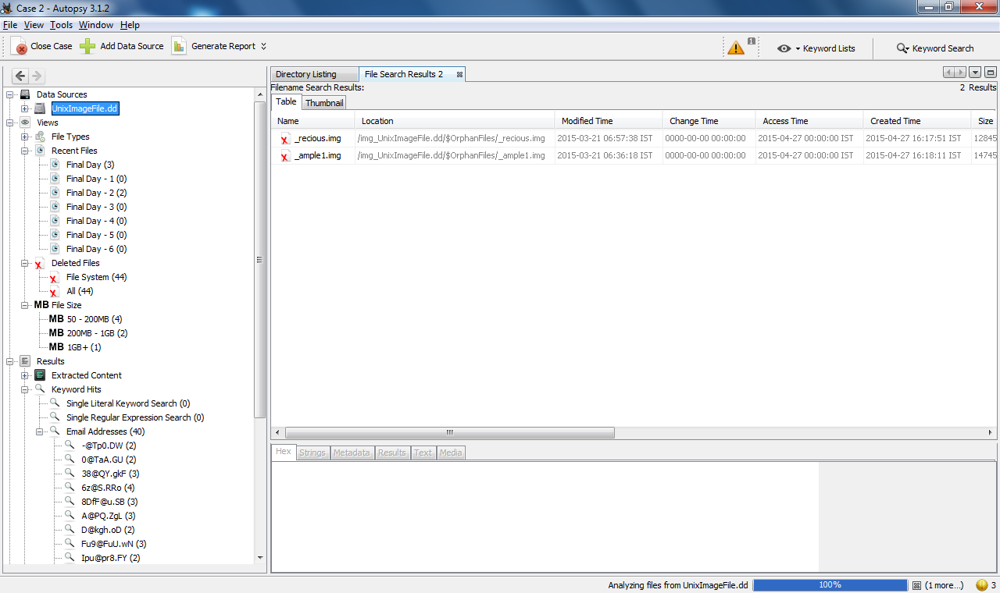 Case 2 - Autopsy 3.1.2
File View Tools Window Help
Close Case Add Data Source Generate Report 1 Keyword Lists Keyword Search
Directory Listing File Search Results 2
Filename Search Results: 2 Results
Table Thumbnail
Name Location Modified Time Change Time Access Time Created Time Size
_recious.img /img_UnixImageFile.dd/$OrphanFiles/_recious.img 2015-03-21 06:57:38 IST 0000-00-00 00:00:00 2015-04-27 00:00:00 IST 2015-04-27 16:17:51 IST 12845
_ample1.img /img_UnixImageFile.dd/$OrphanFiles/_ample1.img 2015-03-21 06:36:18 IST 0000-00-00 00:00:00 2015-04-27 00:00:00 IST 2015-04-27 16:18:11 IST 14745
Data Sources
UnixImageFile.dd
Views
File Types
Recent Files
Final Day (3)
Final Day - 1 (0)
Final Day - 2 (2)
Final Day - 3 (0)
Final Day - 4 (0)
Final Day - 5 (0)
Final Day - 6 (0)
Deleted Files
File System (44)
All (44)
MB File Size
MB 50 - 200MB (4)
MB 200MB - 1GB (2)
MB 1GB+ (1)
Results
Extracted Content
Keyword Hits
Single Literal Keyword Search (0)
Single Regular Expression Search (0)
Email Addresses (40)
-@Tp0.DW (2)
0@TaA.GU (2)
38@QY.gkF (3)
6z@S.RRo (4)
8DfF@u.SB (3)
A@PQ.ZgL (3)
D@kgh.oD (2)
Fu9@FuU.wN (3)
Ipu@pr8.FY (2)
Hex Strings Metadata Results Text Media
Analyzing files from UnixImageFile.dd 100% (1 more...) 3